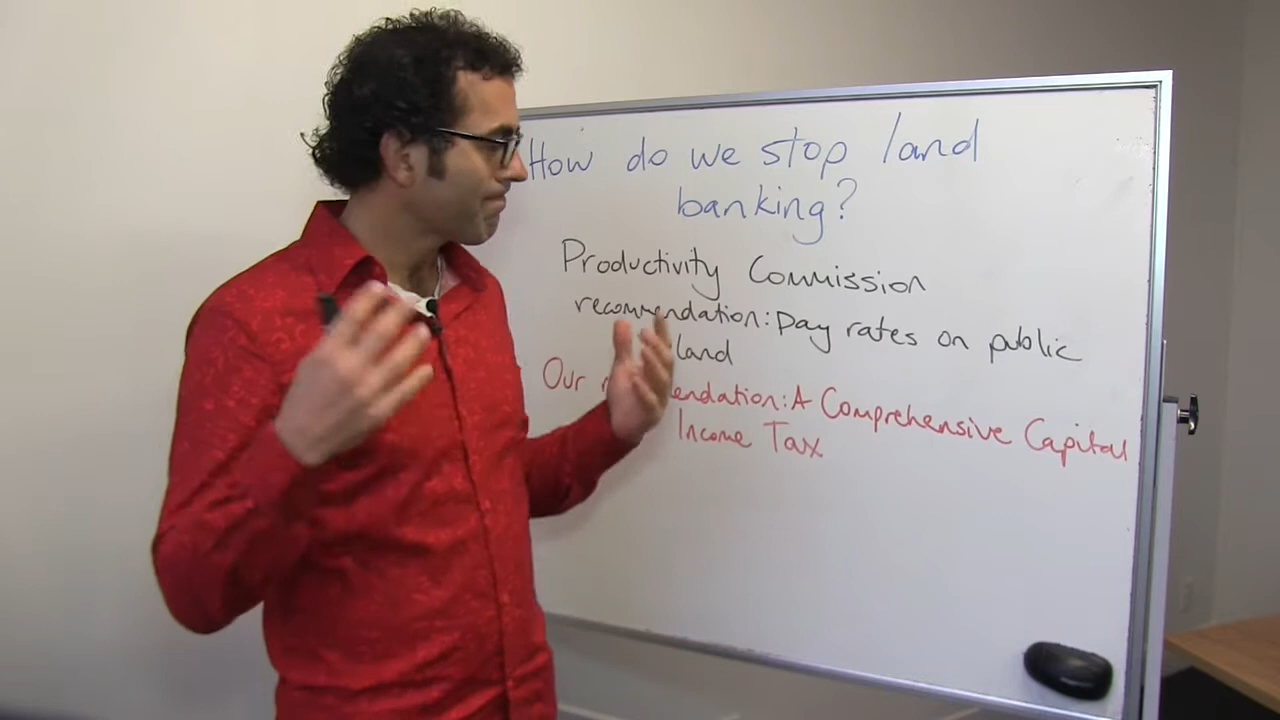 How do we stop land
banking?
Productivity Commission
recommendation: Pay rates on public
land
Our endation: A Comprehensive Capital
Income Tax